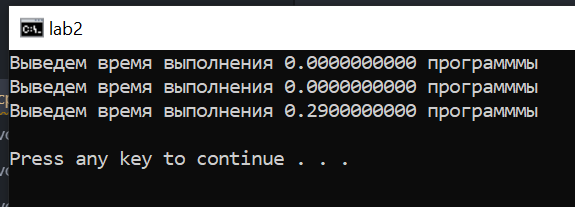 lab2
Выведем время выполнения 0.0000000000 программмы
Выведем время выполнения 0.0000000000 программмы
Выведем время выполнения 0.2900000000 программмы
Press any key to continue . . .